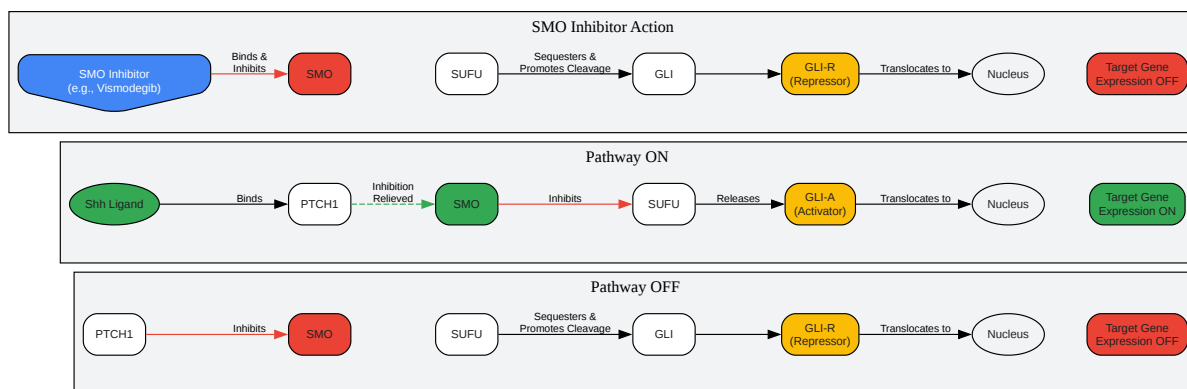 SMO Inhibitor Action
SMO Inhibitor
(e.g., Vismodegib)
Binds &
Inhibits
SMO
SUFU
Sequesters &
Promotes Cleavage
GLI
GLI-R
(Repressor)
Translocates to
Nucleus
Target Gene
Expression OFF
Pathway ON
Shh Ligand
Binds
PTCH1
Inhibition
Relieved
SMO
Inhibits
SUFU
Releases
GLI-A
(Activator)
Translocates to
Nucleus
Target Gene
Expression ON
Pathway OFF
PTCH1
Inhibits
SMO
SUFU
Sequesters &
Promotes Cleavage
GLI
GLI-R
(Repressor)
Translocates to
Nucleus
Target Gene
Expression OFF